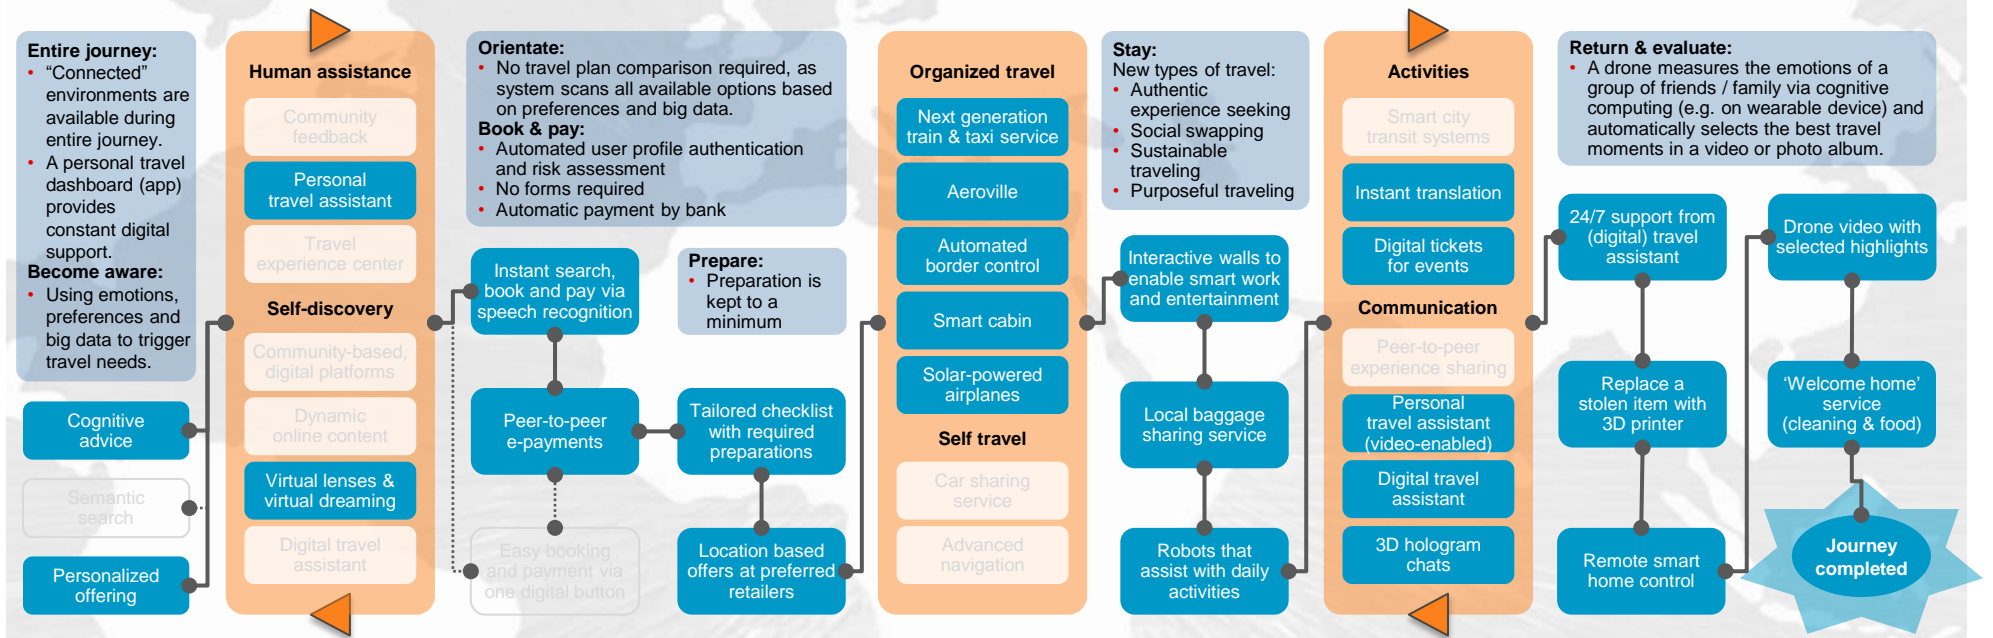 Entire journey:
• “Connected”
environments are
available during
entire journey.
• A personal travel
dashboard (app)
provides
constant digital
support.
Become aware:
• Using emotions,
preferences and
big data to trigger
travel needs.
Cognitive
advice
Semantic
search
Personalized
offering
Human assistance
Community
feedback
Personal
travel assistant
Travel
experience center
Self-discovery
Community-based,
digital platforms
Dynamic
online content
Virtual lenses &
virtual dreaming
Digital travel
assistant
Orientate:
• No travel plan comparison required, as
system scans all available options based
on preferences and big data.
Book & pay:
• Automated user profile authentication
and risk assessment
• No forms required
• Automatic payment by bank
Instant search,
book and pay via
speech recognition
Peer-to-peer
e-payments
Easy booking
and payment via
one digital button
Prepare:
• Preparation is
kept to a
minimum
Tailored checklist
with required
preparations
Location based
offers at preferred
retailers
Organized travel
Next generation
train & taxi service
Aeroville
Automated
border control
Smart cabin
Solar-powered
airplanes
Self travel
Car sharing
service
Advanced
navigation
Stay:
New types of travel:
• Authentic
experience seeking
• Social swapping
• Sustainable
traveling
• Purposeful traveling
Interactive walls to
enable smart work
and entertainment
Local baggage
sharing service
Robots that
assist with daily
activities
Activities
Smart city
transit systems
Instant translation
Digital tickets
for events
Communication
Peer-to-peer
experience sharing
Personal
travel assistant
(video-enabled)
Digital travel
assistant
3D hologram
chats
Return & evaluate:
• A drone measures the emotions of a
group of friends / family via cognitive
computing (e.g. on wearable device) and
automatically selects the best travel
moments in a video or photo album.
24/7 support from
(digital) travel
assistant
Replace a
stolen item with
3D printer
Remote smart
home control
Drone video with
selected highlights
‘Welcome home’
service
(cleaning & food)
Journey
completed